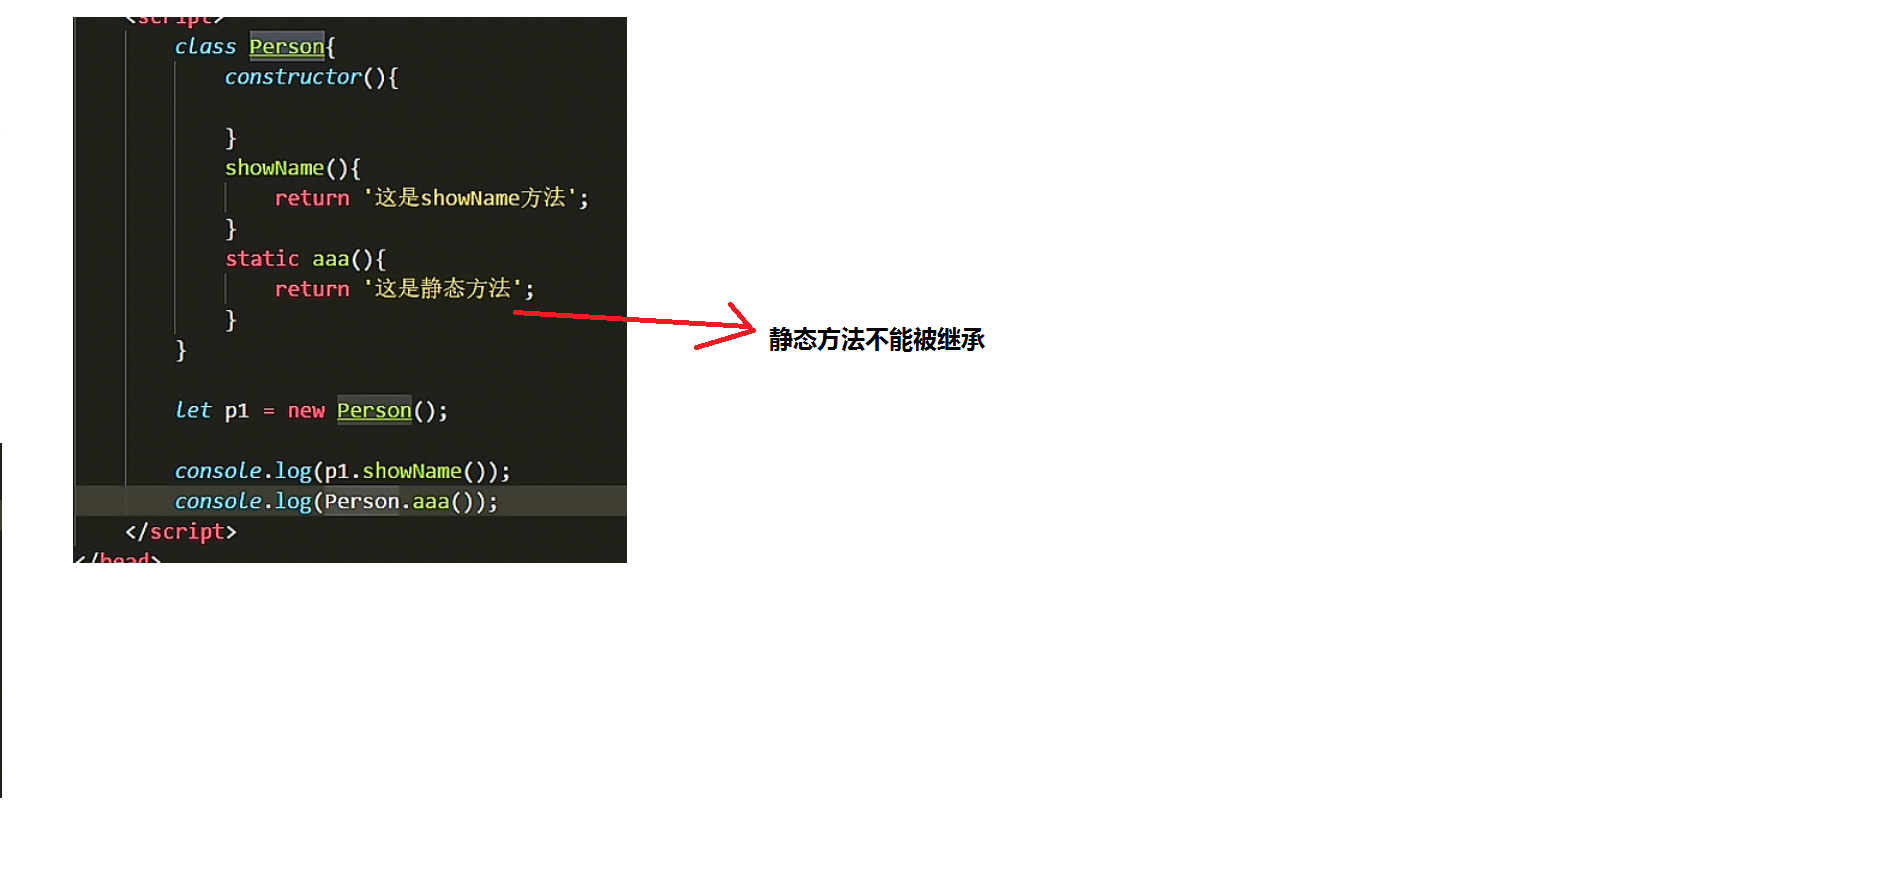 <script>
class Person{
constructor(){
}
showName(){
return '这是showName方法';
}
static aaa(){
return '这是静态方法';
}
}
静态方法不能被继承
let p1 = new Person();
console.log(p1.showName());
console.log(Person.aaa());
</script>
</head>